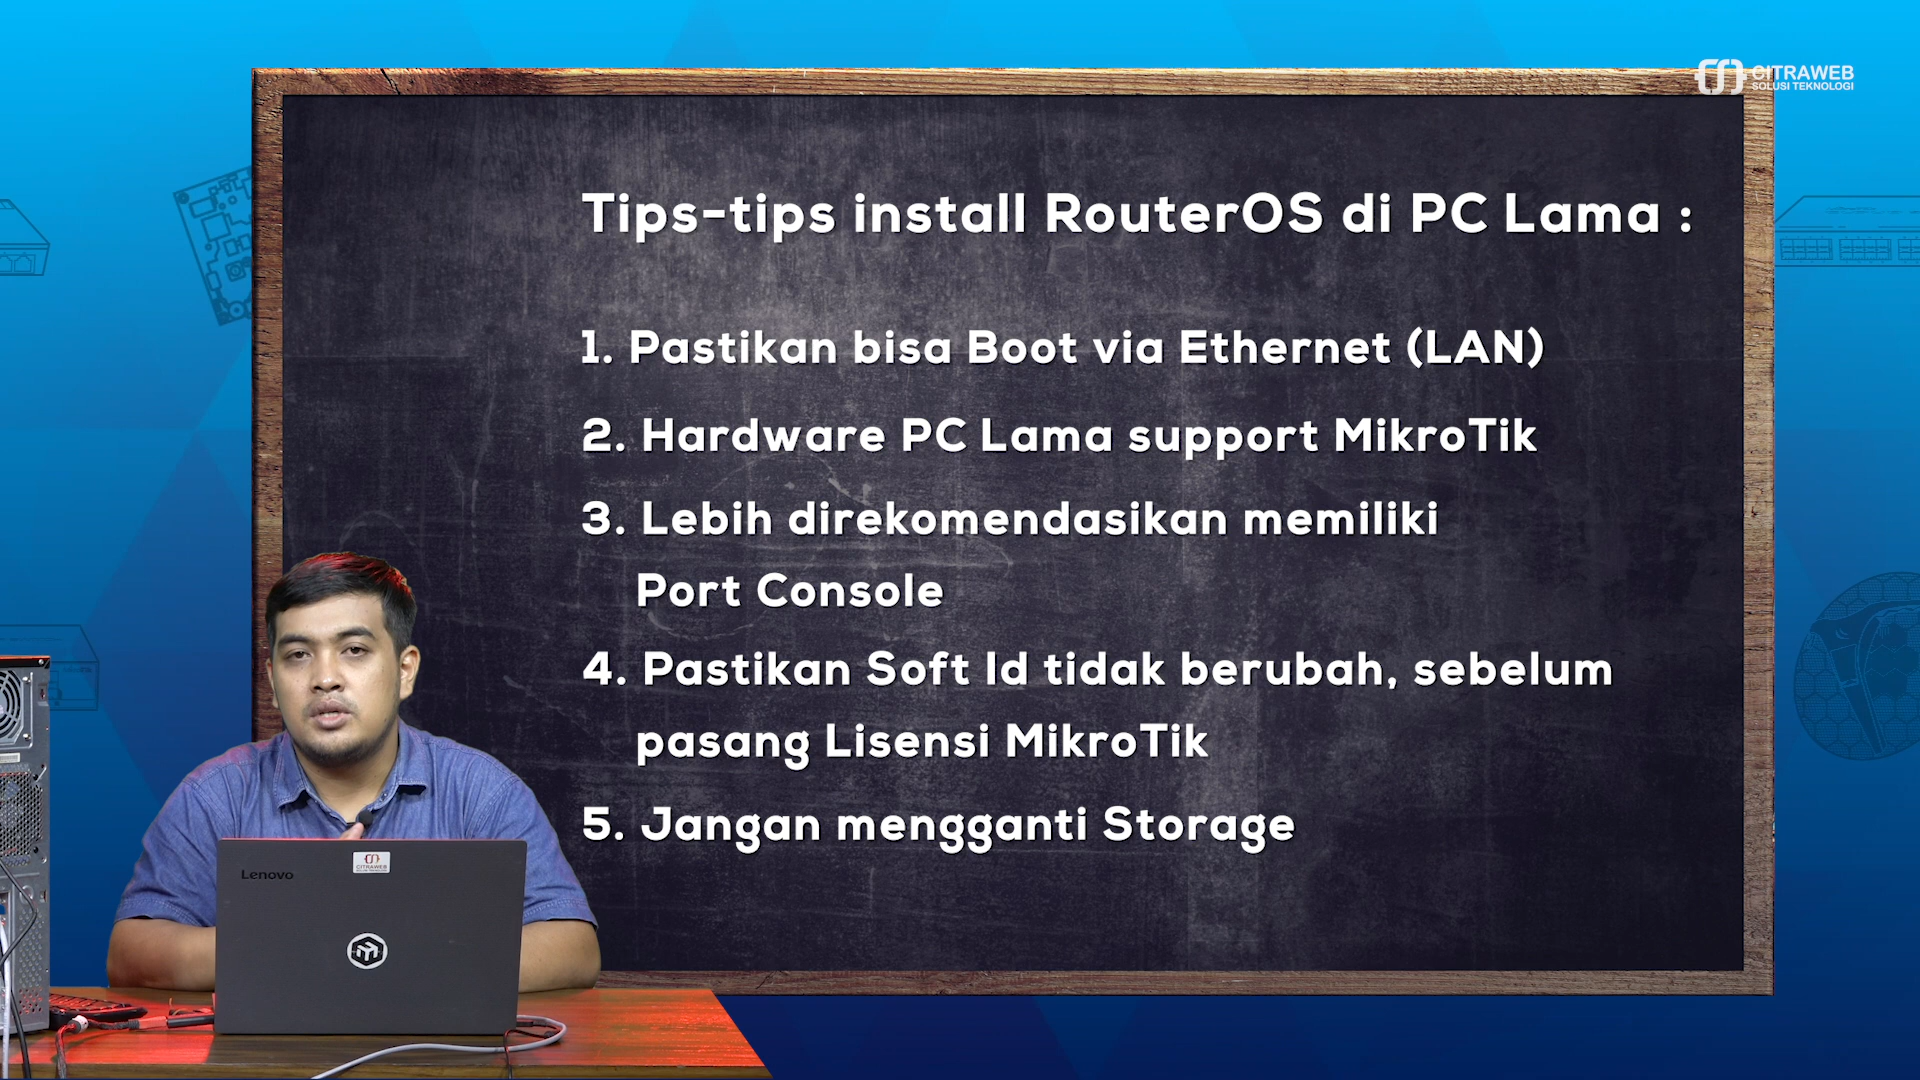 CITRAWEB
SOLUSI TEKNOLOGI
Tips-tips install RouterOS di PC Lama :
1. Pastikan bisa Boot via Ethernet (LAN)
2. Hardware PC Lama support MikroTik
3. Lebih direkomendasikan memiliki
Port Console
4. Pastikan Soft Id tidak berubah, sebelum
pasang Lisensi MikroTik
5. Jangan mengganti Storage
Lenovo
CITRAWEB